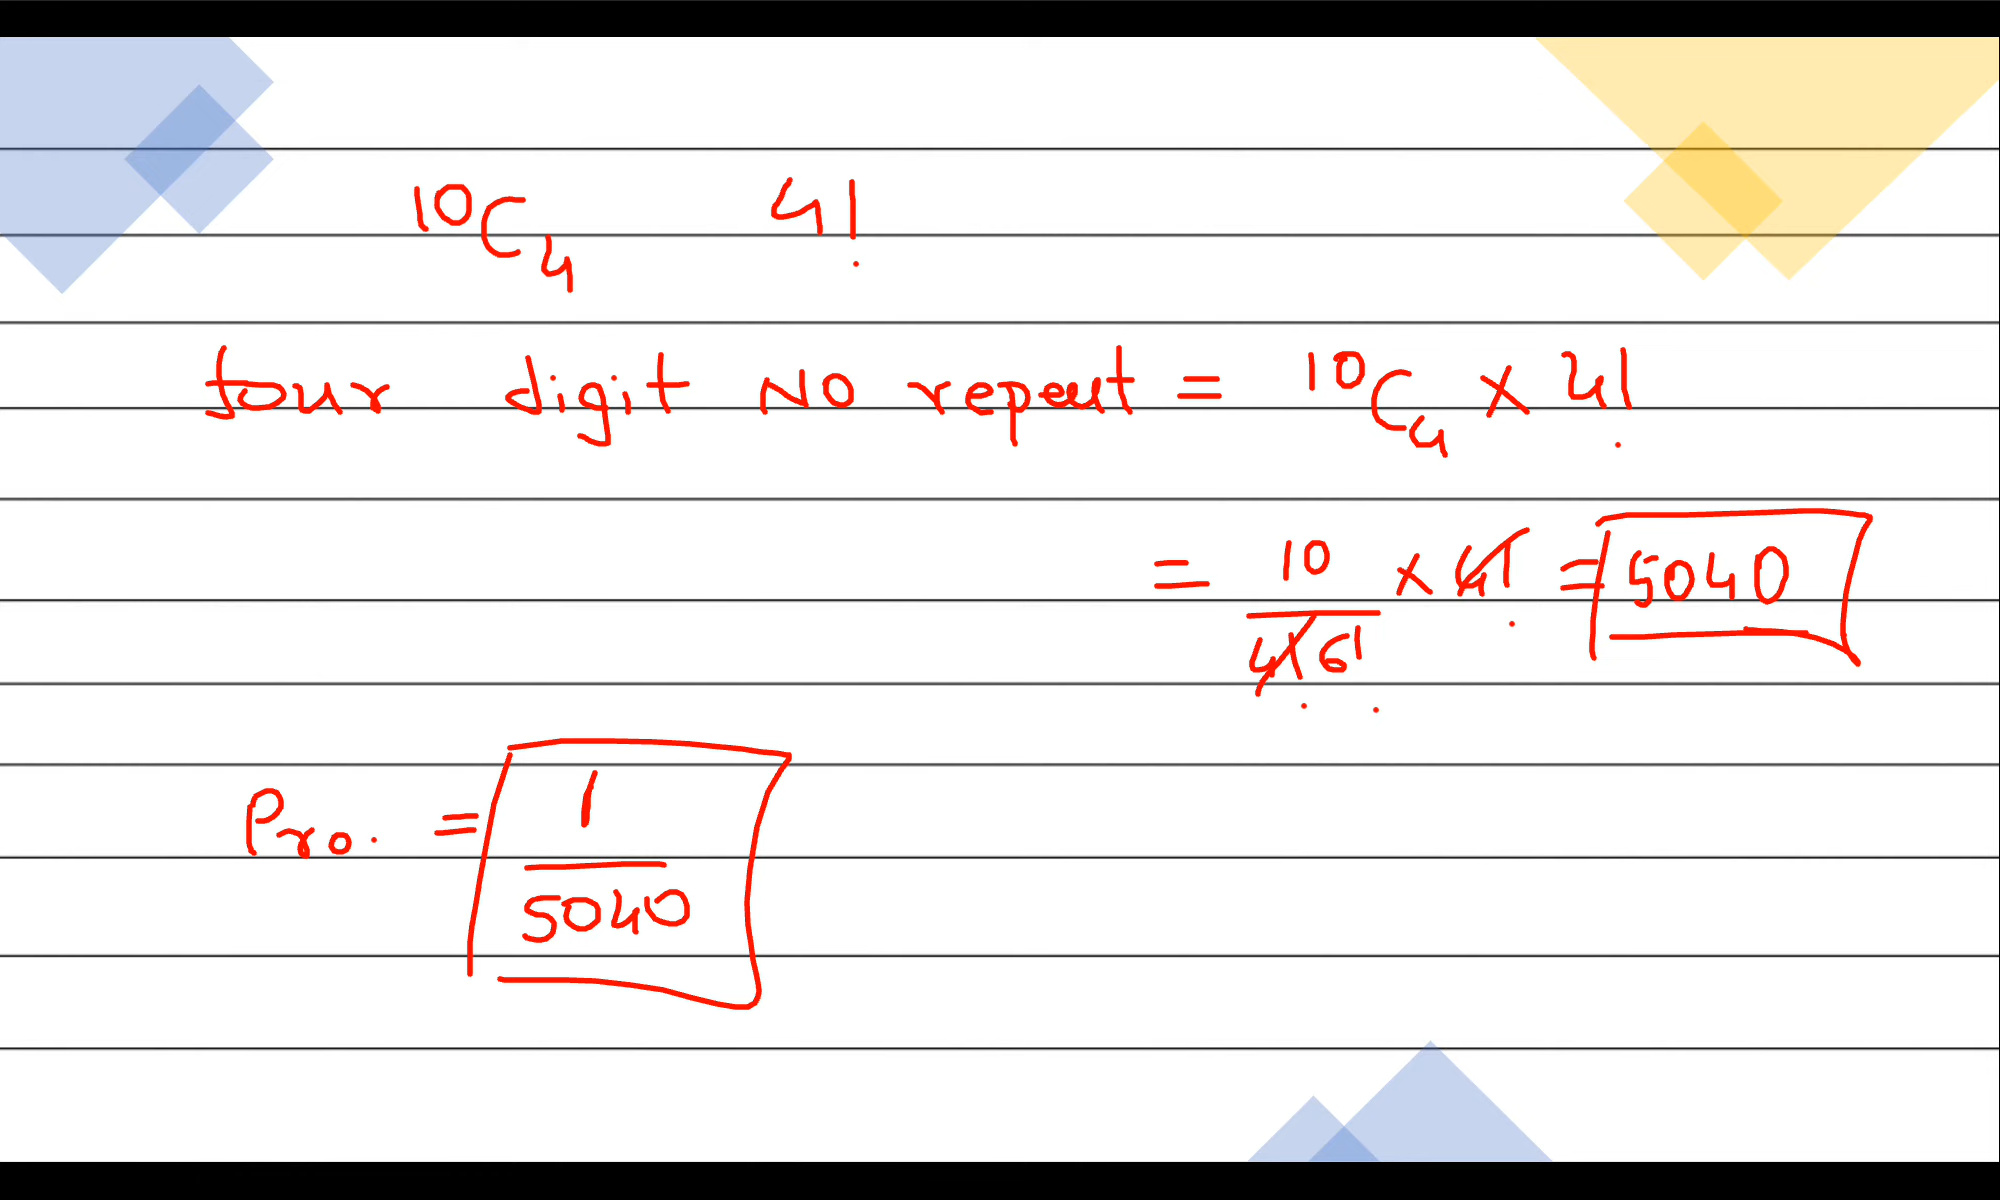 ¹⁰C₄ 4!
four digit NO repeat = ¹⁰C₄ × 4!
= 10 / 4! 6! × 4! = 5040
Pro. = 1 / 5040